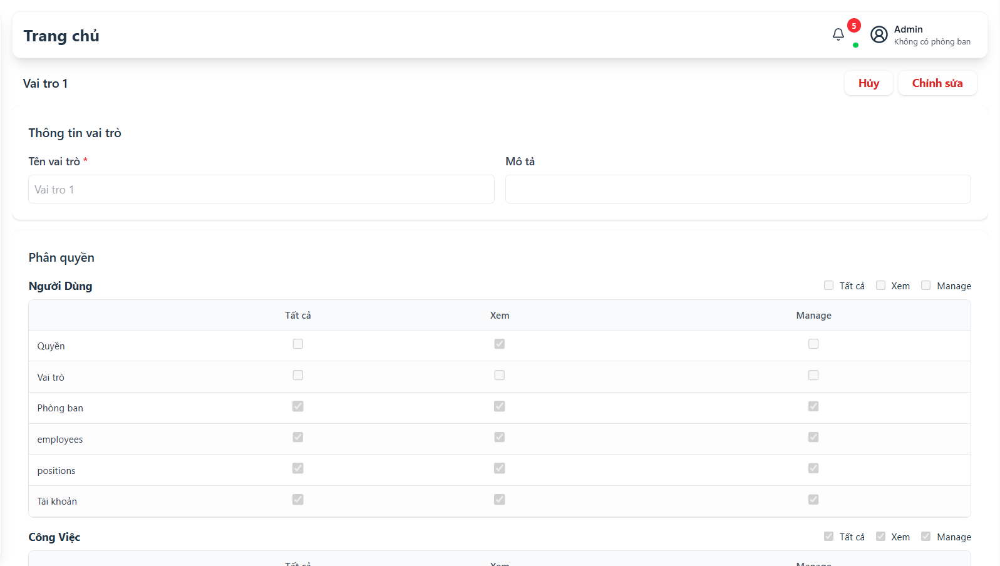 Trang chủ
5
Admin
Không có phòng ban
Vai tro 1
Hủy
Chỉnh sửa
Thông tin vai trò
Tên vai trò *
Mô tả
Vai tro 1
Phân quyền
Người Dùng
Tất cả Xem Manage
Tất cả Xem Manage
Quyền
Vai trò
Phòng ban
employees
positions
Tài khoản
Công Việc
Tất cả Xem Manage
Tất cả Xem Manage